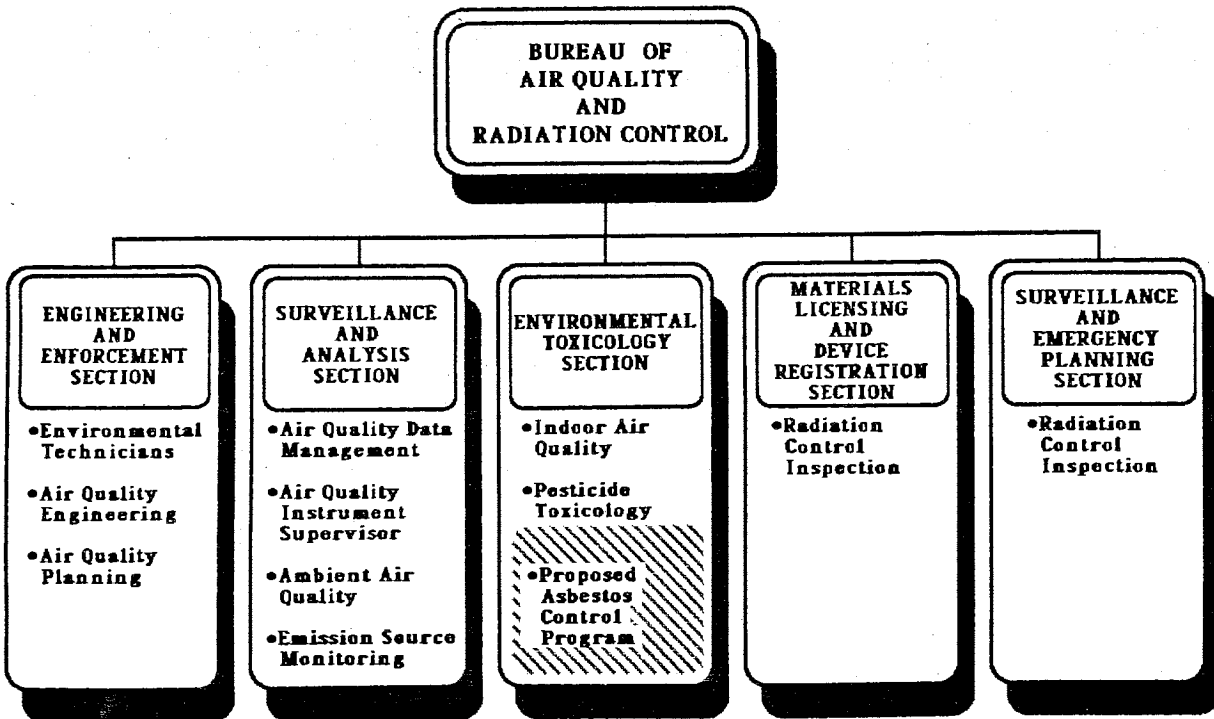 BUREAU OF
AIR QUALITY
AND
RADIATION CONTROL
ENGINEERING
AND
ENFORCEMENT
SECTION
•Environmental
Technicians
•Air Quality
Engineering
•Air Quality
Planning
SURVEILLANCE
AND
ANALYSIS
SECTION
•Air Quality Data
Management
•Air Quality
Instrument
Supervisor
•Ambient Air
Quality
•Emission Source
Monitoring
ENVIRONMENTAL
TOXICOLOGY
SECTION
•Indoor Air
Quality
•Pesticide
Toxicology
•Proposed
Asbestos
Control
Program
MATERIALS
LICENSING
AND
DEVICE
REGISTRATION
SECTION
•Radiation
Control
Inspection
SURVEILLANCE
AND
EMERGENCY
PLANNING
SECTION
•Radiation
Control
Inspection